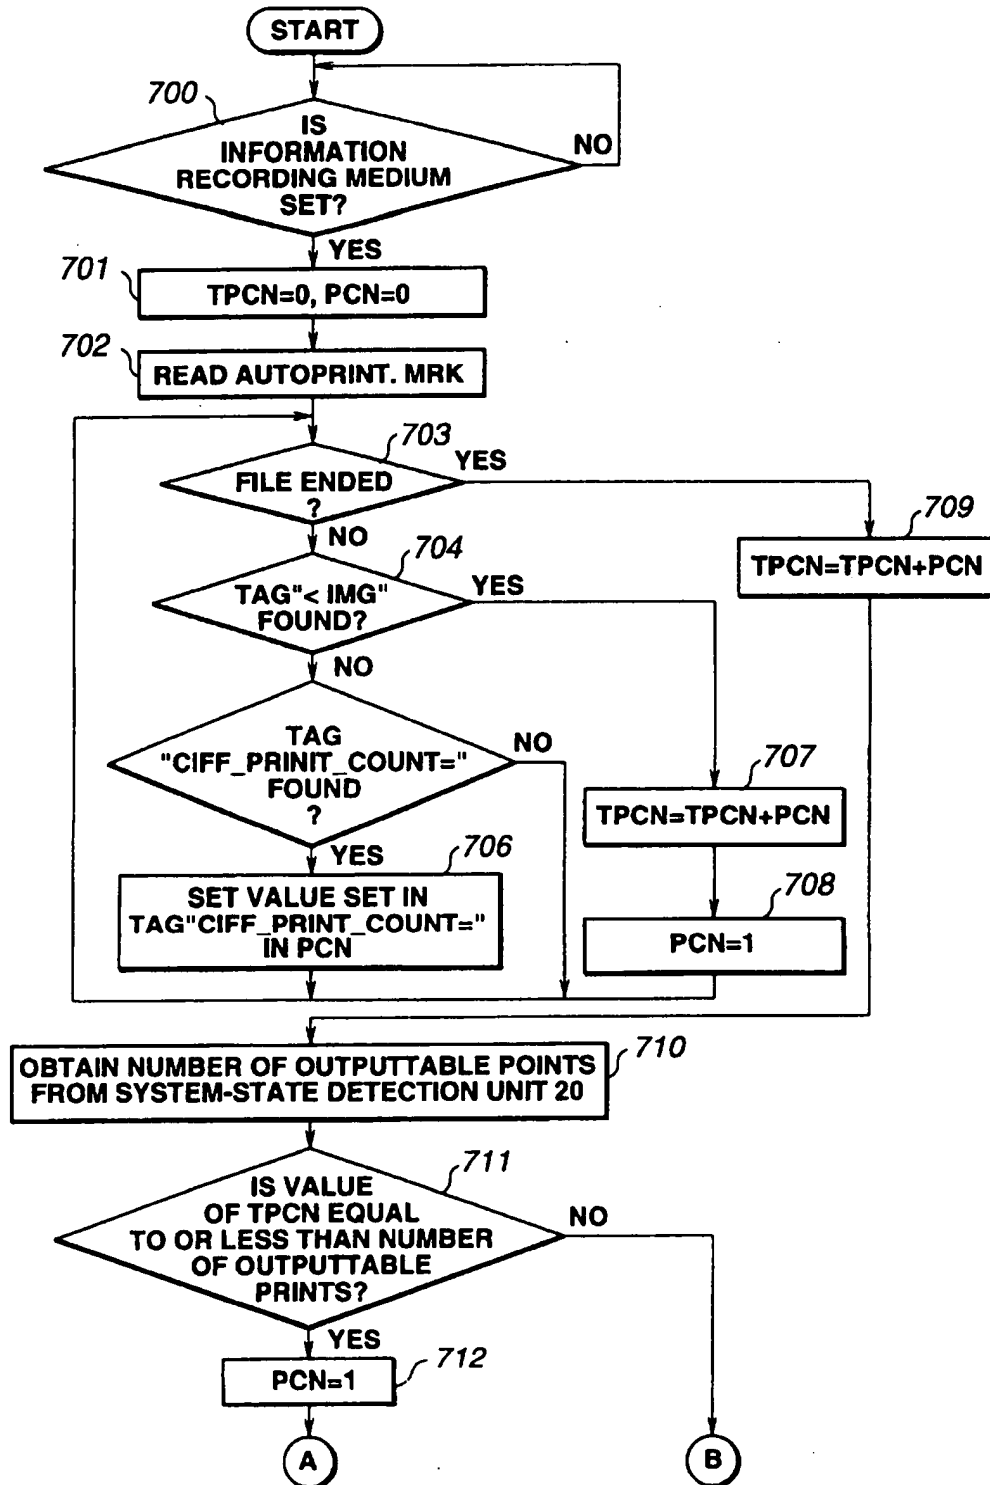 START
700
IS
INFORMATION
RECORDING MEDIUM
SET?
NO
YES
701
TPCN=0, PCN=0
702
READ AUTOPRINT. MRK
703
FILE ENDED
?
YES
NO
709
TPCN=TPCN+PCN
704
TAG"< IMG"
FOUND?
YES
NO
TAG
"CIFF_PRINIT_COUNT="
FOUND
?
NO
YES
707
TPCN=TPCN+PCN
706
SET VALUE SET IN
TAG"CIFF_PRINT_COUNT="
IN PCN
708
PCN=1
710
OBTAIN NUMBER OF OUTPUTTABLE POINTS
FROM SYSTEM-STATE DETECTION UNIT 20
711
IS VALUE
OF TPCN EQUAL
TO OR LESS THAN NUMBER
OF OUTPUTTABLE
PRINTS?
NO
YES
712
PCN=1
A
B